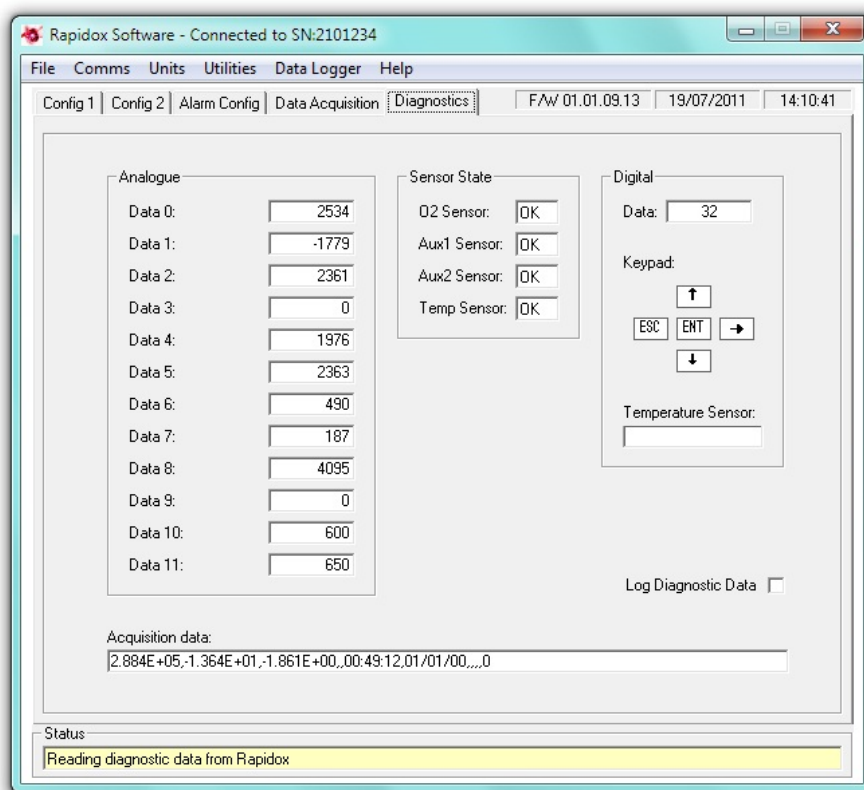 Rapidox Software - Connected to SN:2101234
File Comms Units Utilities Data Logger Help
Config 1 Config 2 Alarm Config Data Acquisition Diagnostics F/W 01.01.09.13 19/07/2011 14:10:41
Analogue
Data 0: 2534
Data 1: -1779
Data 2: 2361
Data 3: 0
Data 4: 1976
Data 5: 2363
Data 6: 490
Data 7: 187
Data 8: 4095
Data 9: 0
Data 10: 600
Data 11: 650
Sensor State
O2 Sensor: OK
Aux1 Sensor: OK
Aux2 Sensor: OK
Temp Sensor: OK
Digital
Data: 32
Keypad:
↑
ESC ENT →
↓
Temperature Sensor:
Log Diagnostic Data
Acquisition data:
2.884E+05,-1.364E+01,-1.861E+00,,00:49:12,01/01/00,,,,0
Status
Reading diagnostic data from Rapidox